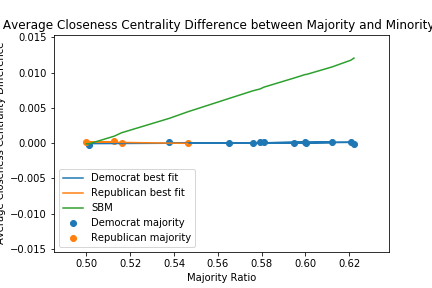 Average Closeness Centrality Difference between Majority and Minority
0.015
0.010
0.005
0.000
−0.005
−0.010
−0.015
Average Closeness Centrality Difference
Democrat best fit
Republican best fit
SBM
Democrat majority
Republican majority
0.50
0.52
0.54
0.56
0.58
0.60
0.62
Majority Ratio